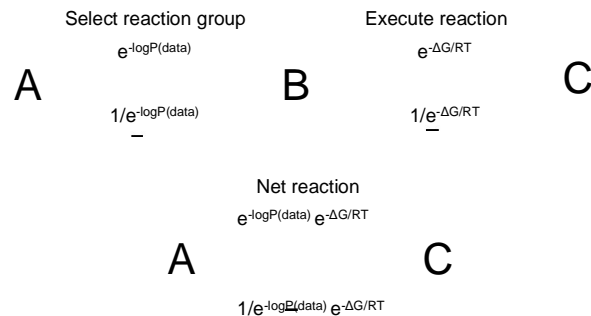 Select reaction group Execute reaction
e-logP(data) e-ΔG/RT
A B C
1/e-logP(data) 1/e-ΔG/RT
Net reaction
e-logP(data) e-ΔG/RT
A C
1/e-logP(data) e-ΔG/RT